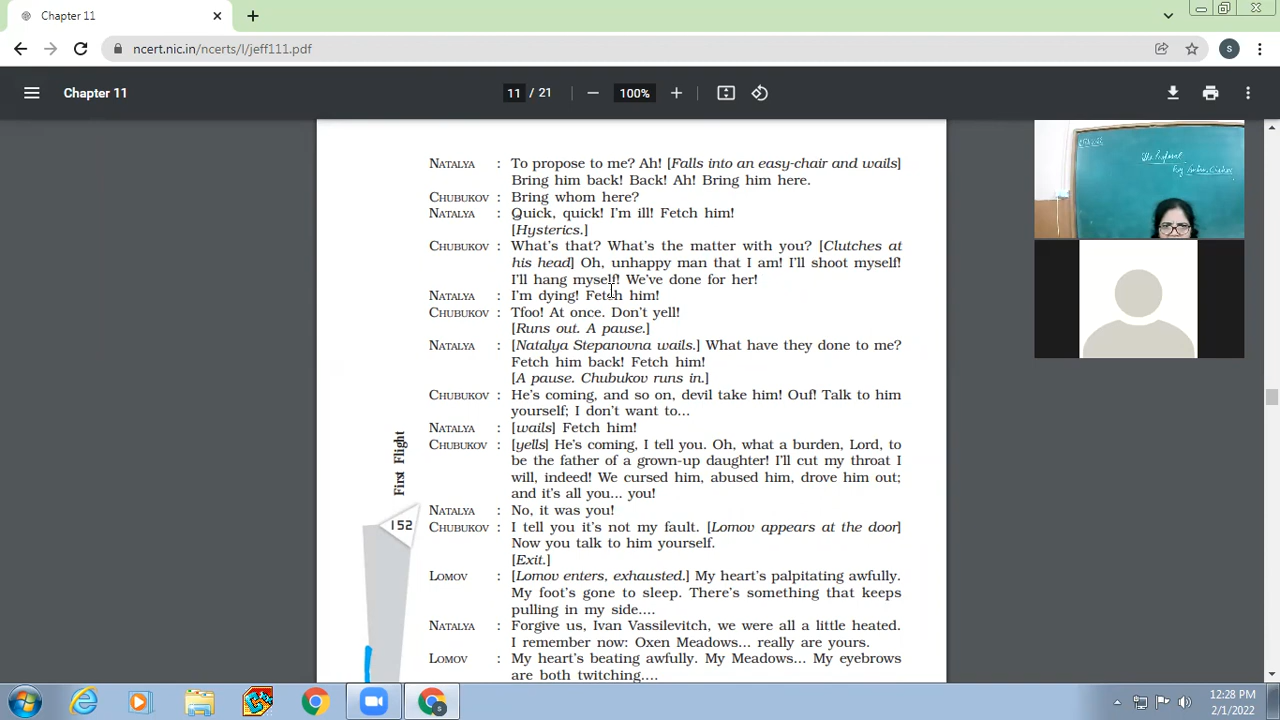 Chapter 11
ncert.nic.in/ncerts/l/jeff111.pdf
S
Chapter 11
11 / 21
100%
NATALYA : To propose to me? Ah! [Falls into an easy-chair and wails]
Bring him back! Back! Ah! Bring him here.
CHUBUKOV : Bring whom here?
NATALYA : Quick, quick! I'm ill! Fetch him!
[Hysterics.]
CHUBUKOV : What's that? What's the matter with you? [Clutches at
his head] Oh, unhappy man that I am! I'll shoot myself!
I'll hang myself! We've done for her!
NATALYA : I'm dying! Fetch him!
CHUBUKOV : Tfoo! At once. Don't yell!
[Runs out. A pause.]
NATALYA : [Natalya Stepanovna wails.] What have they done to me?
Fetch him back! Fetch him!
[A pause. Chubukov runs in.]
CHUBUKOV : He's coming, and so on, devil take him! Ouf! Talk to him
yourself; I don't want to...
NATALYA : [wails] Fetch him!
CHUBUKOV : [yells] He's coming, I tell you. Oh, what a burden, Lord, to
be the father of a grown-up daughter! I'll cut my throat I
will, indeed! We cursed him, abused him, drove him out;
and it's all you... you!
NATALYA : No, it was you!
CHUBUKOV : I tell you it's not my fault. [Lomov appears at the door]
Now you talk to him yourself.
[Exit.]
LOMOV : [Lomov enters, exhausted.] My heart's palpitating awfully.
My foot's gone to sleep. There's something that keeps
pulling in my side....
NATALYA : Forgive us, Ivan Vassilevitch, we were all a little heated.
I remember now: Oxen Meadows... really are yours.
LOMOV : My heart's beating awfully. My Meadows... My eyebrows
are both twitching....
First Flight
152
The Proposal
12:28 PM
2/1/2022